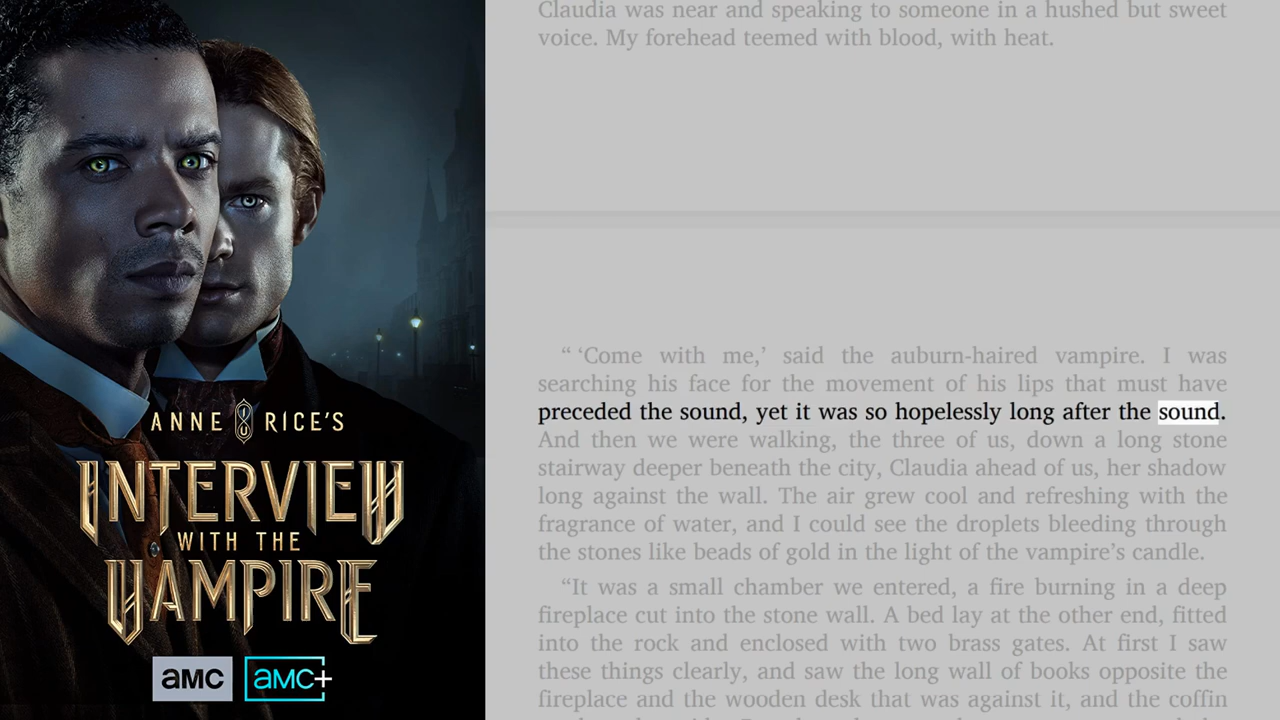 ANNE RICE'S
INTERVIEW
WITH THE
VAMPIRE
amc
amc+
Claudia was near and speaking to someone in a hushed but sweet
voice. My forehead teemed with blood, with heat.
“ ‘Come with me,’ said the auburn-haired vampire. I was
searching his face for the movement of his lips that must have
preceded the sound, yet it was so hopelessly long after the sound.
And then we were walking, the three of us, down a long stone
stairway deeper beneath the city, Claudia ahead of us, her shadow
long against the wall. The air grew cool and refreshing with the
fragrance of water, and I could see the droplets bleeding through
the stones like beads of gold in the light of the vampire’s candle.
“It was a small chamber we entered, a fire burning in a deep
fireplace cut into the stone wall. A bed lay at the other end, fitted
into the rock and enclosed with two brass gates. At first I saw
these things clearly, and saw the long wall of books opposite the
fireplace and the wooden desk that was against it, and the coffin